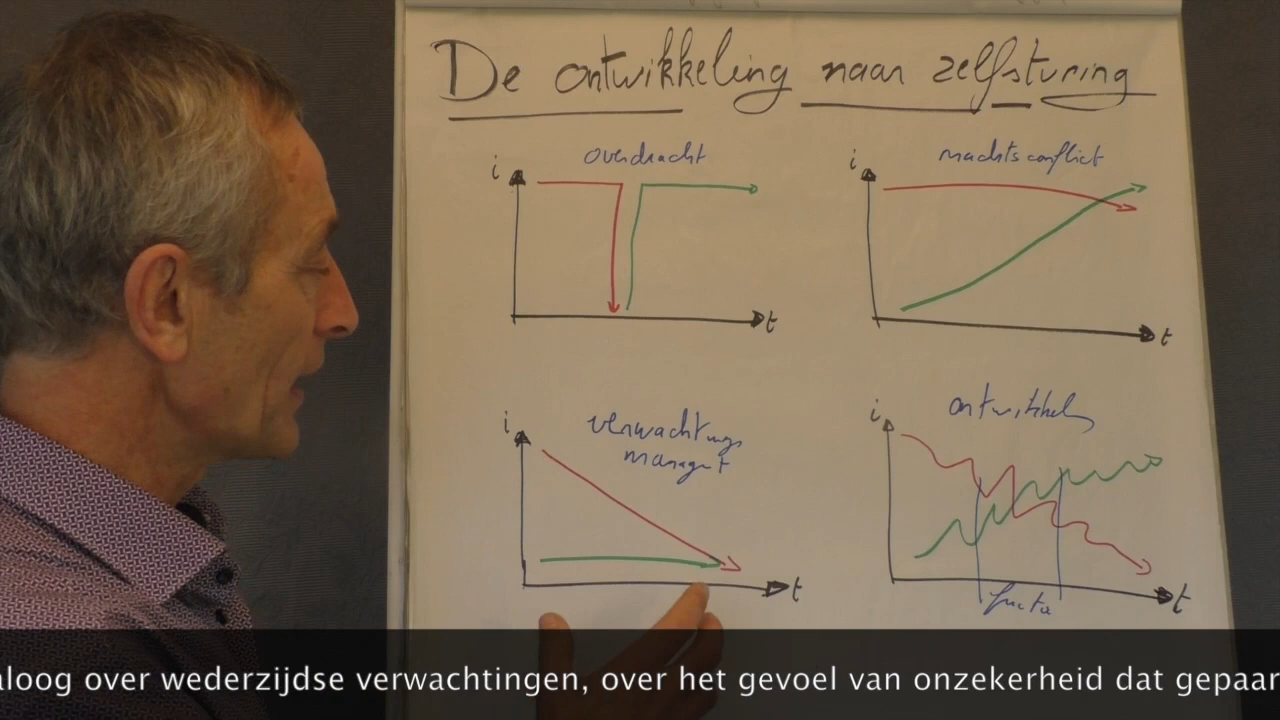 De ontwikkeling naar zelfsturing
overdracht
i
t
machtsconflict
i
t
verwachtings
i
t
ontwikkeling
i
t
aloog over wederzijdse verwachtingen, over het gevoel van onzekerheid dat gepaar